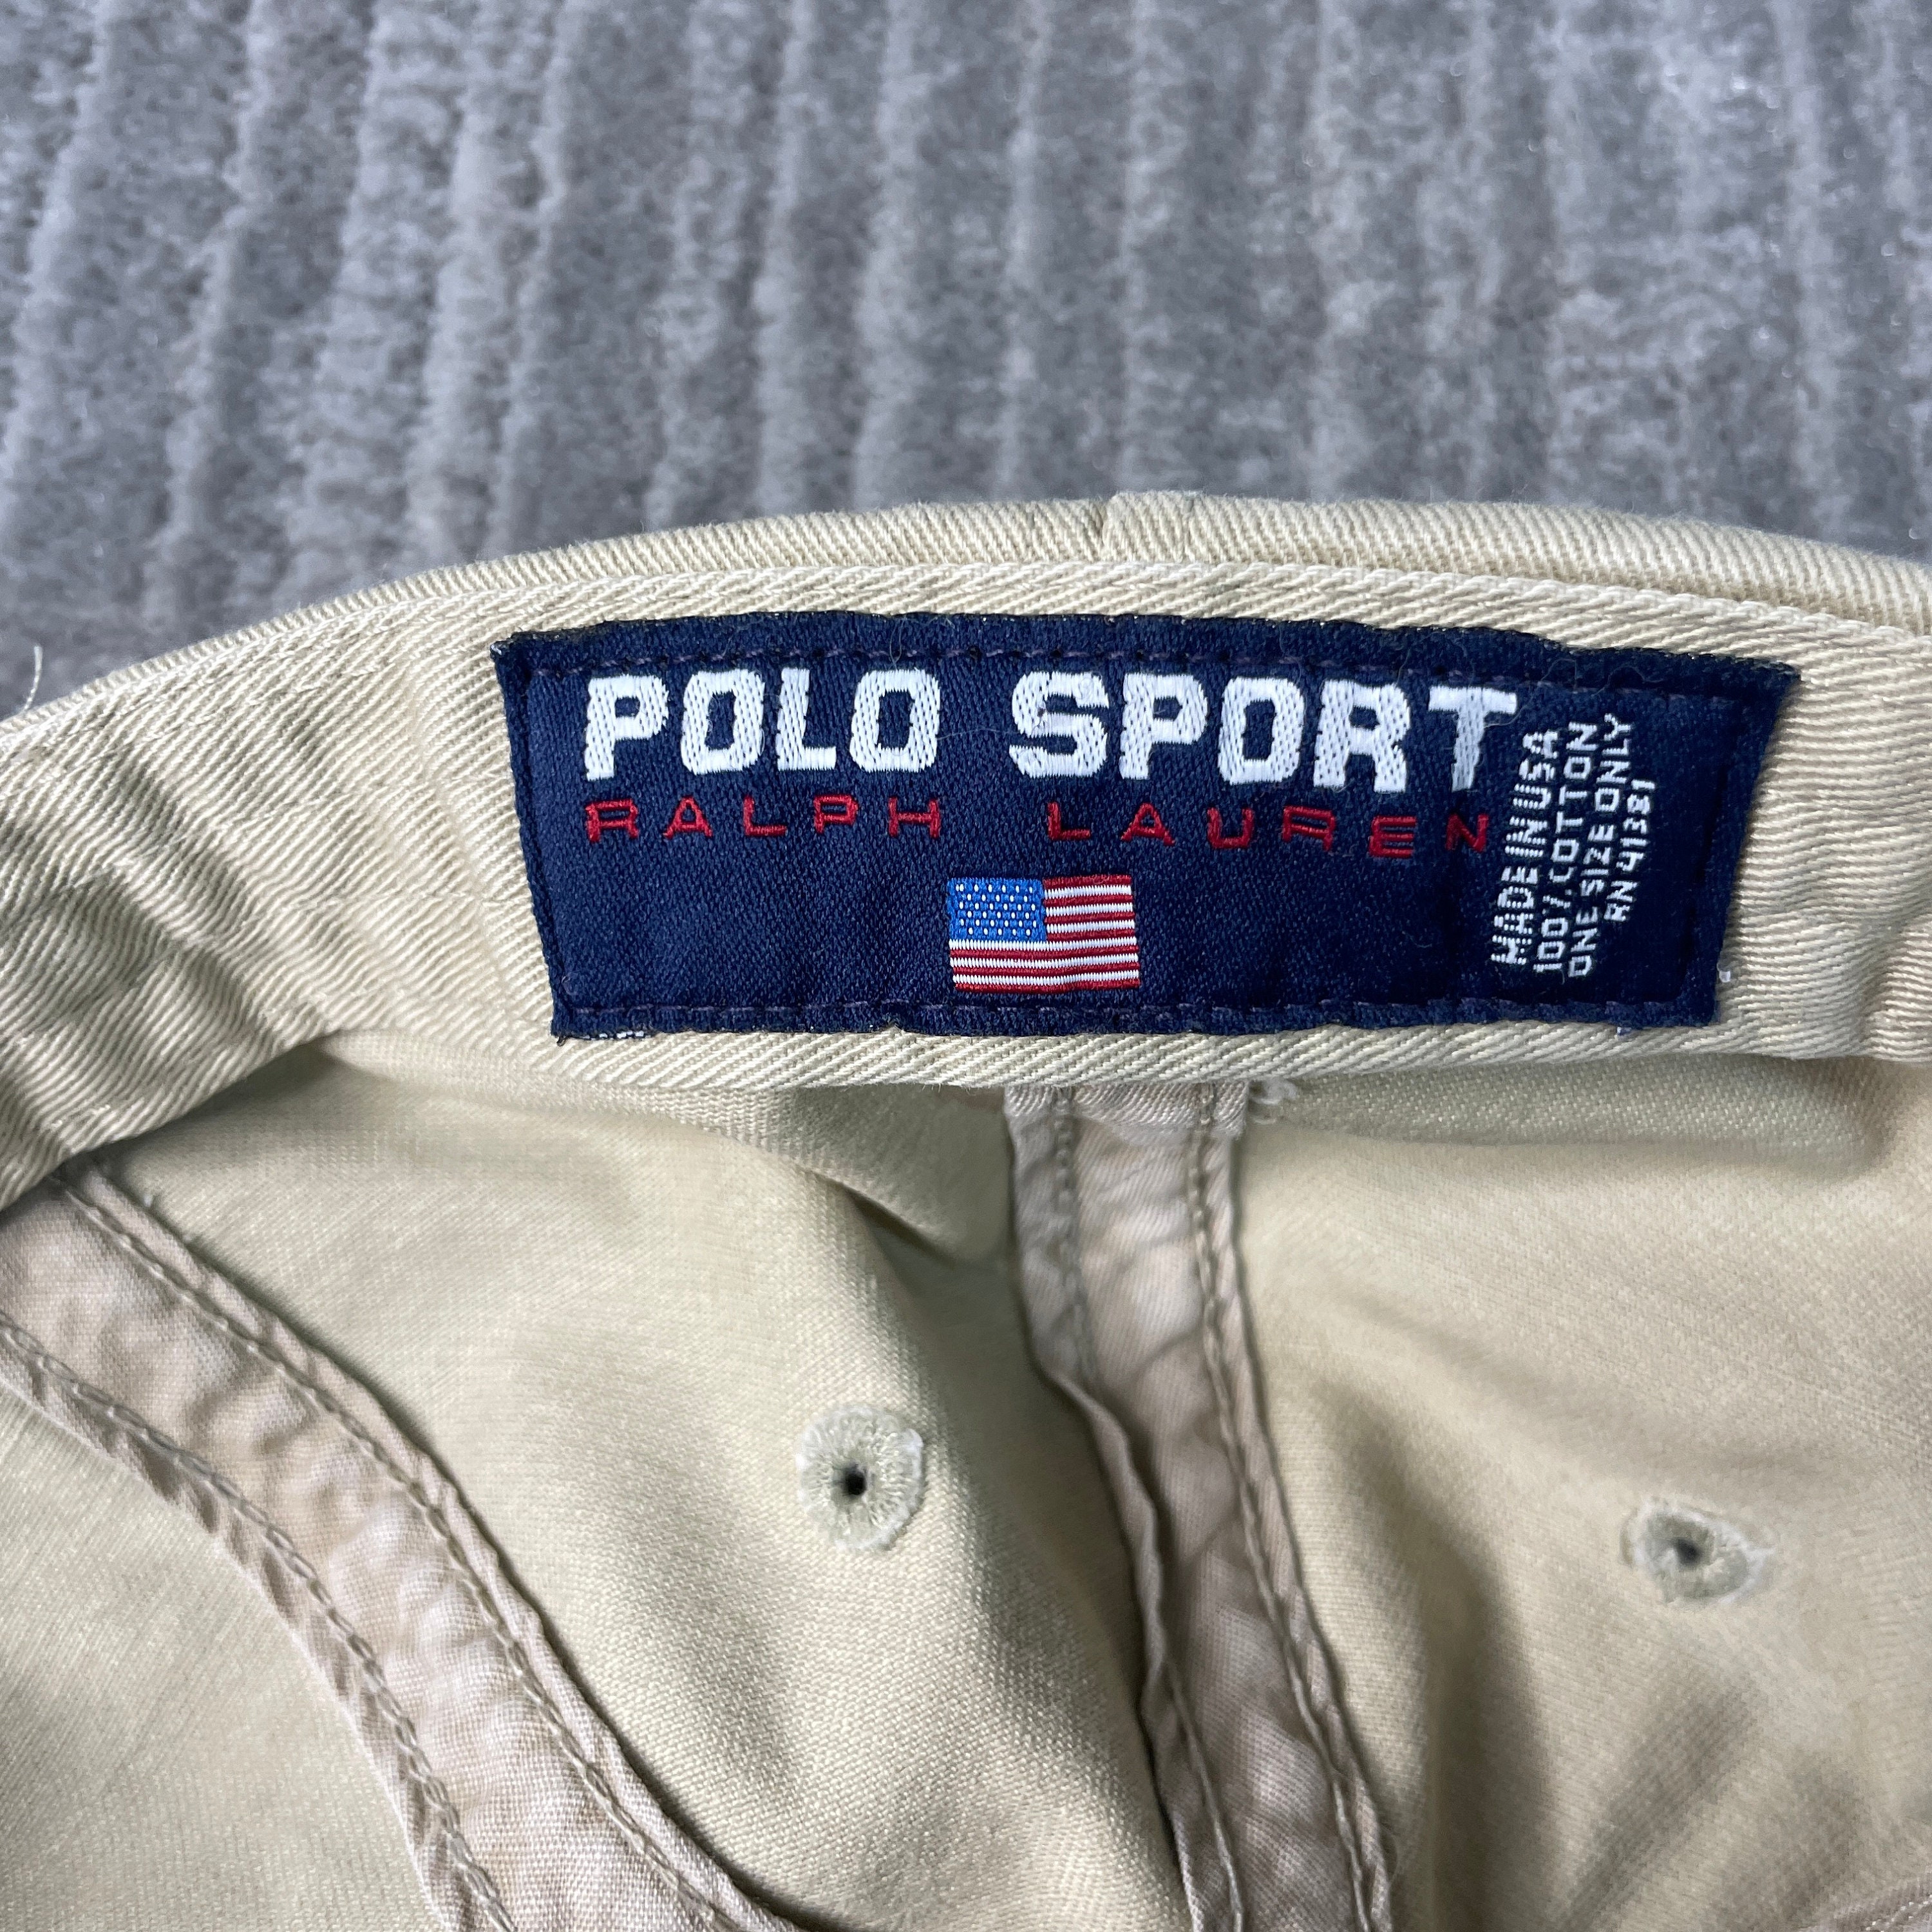 POLO SPORT
RALPH LAUREN
MADE IN USA
100% COTTON
ONE SIZE ONLY
RN 41381